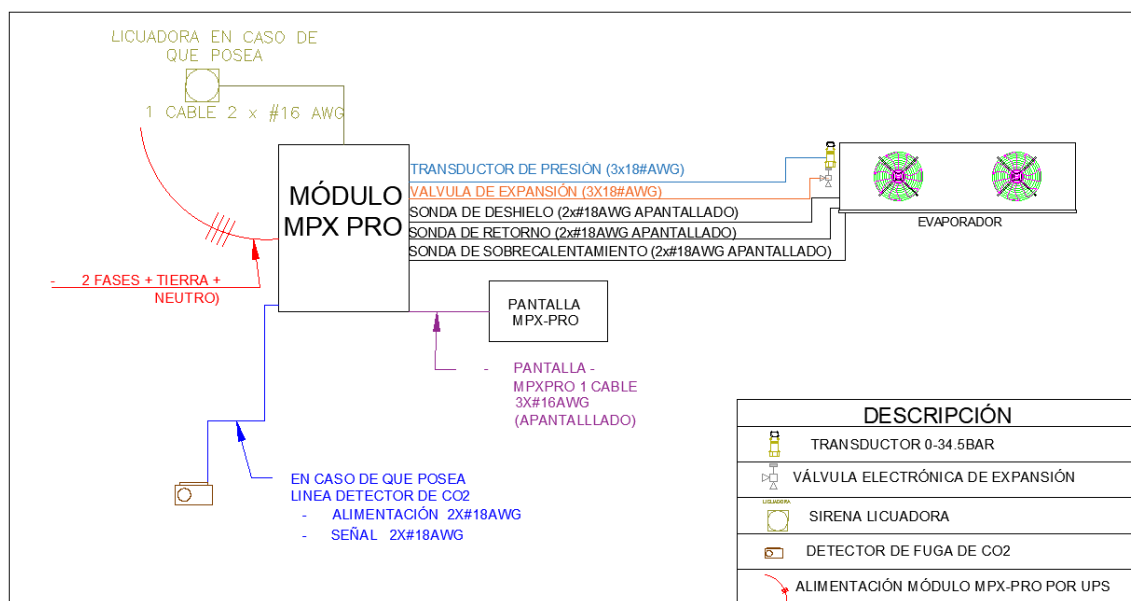 LICUADORA EN CASO DE
QUE POSEA
1 CABLE 2 x #16 AWG
MÓDULO
MPX PRO
TRANSDUCTOR DE PRESIÓN (3x18#AWG)
VALVULA DE EXPANSIÓN (3X18#AWG)
SONDA DE DESHIELO (2x#18AWG APANTALLADO)
SONDA DE RETORNO (2x#18AWG APANTALLADO)
SONDA DE SOBRECALENTAMIENTO (2x#18AWG APANTALLADO)
EVAPORADOR
- 2 FASES + TIERRA +
NEUTRO)
PANTALLA
MPX-PRO
- PANTALLA -
MPXPRO 1 CABLE
3X#16AWG
(APANTALLLADO)
EN CASO DE QUE POSEA
LINEA DETECTOR DE CO2
- ALIMENTACIÓN 2X#18AWG
- SEÑAL 2X#18AWG
DESCRIPCIÓN
TRANSDUCTOR 0-34.5BAR
VÁLVULA ELECTRÓNICA DE EXPANSIÓN
LICUADORA
SIRENA LICUADORA
DETECTOR DE FUGA DE CO2
ALIMENTACIÓN MÓDULO MPX-PRO POR UPS